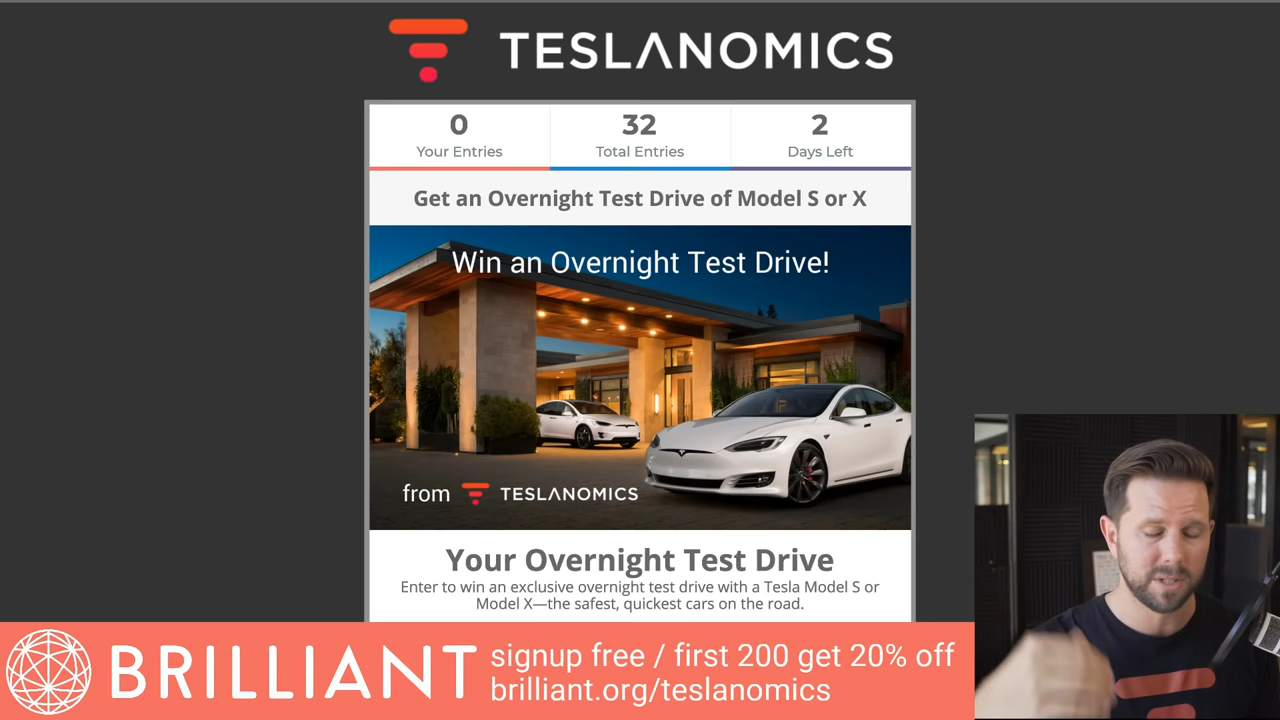 TESLANOMICS
0 32 2
Your Entries Total Entries Days Left
Get an Overnight Test Drive of Model S or X
Win an Overnight Test Drive!
from TESLANOMICS
Your Overnight Test Drive
Enter to win an exclusive overnight test drive with a Tesla Model S or
Model X—the safest, quickest cars on the road.
BRILLIANT
signup free / first 200 get 20% off
brilliant.org/teslanomics